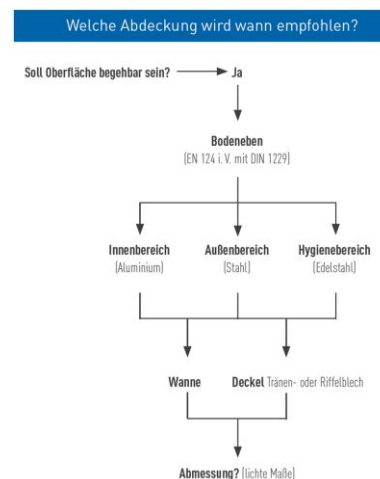 Welche Abdeckung wird wann empfohlen?
Soll Oberfläche begehbar sein? Ja
Bodeneben
(EN 124 i. V. mit DIN 1229)
Innenbereich Außenbereich Hygienebereich
(Aluminium) (Stahl) (Edelstahl)
Wanne Deckel Tränen- oder Riffelblech
Abmessung? (lichte Maße)